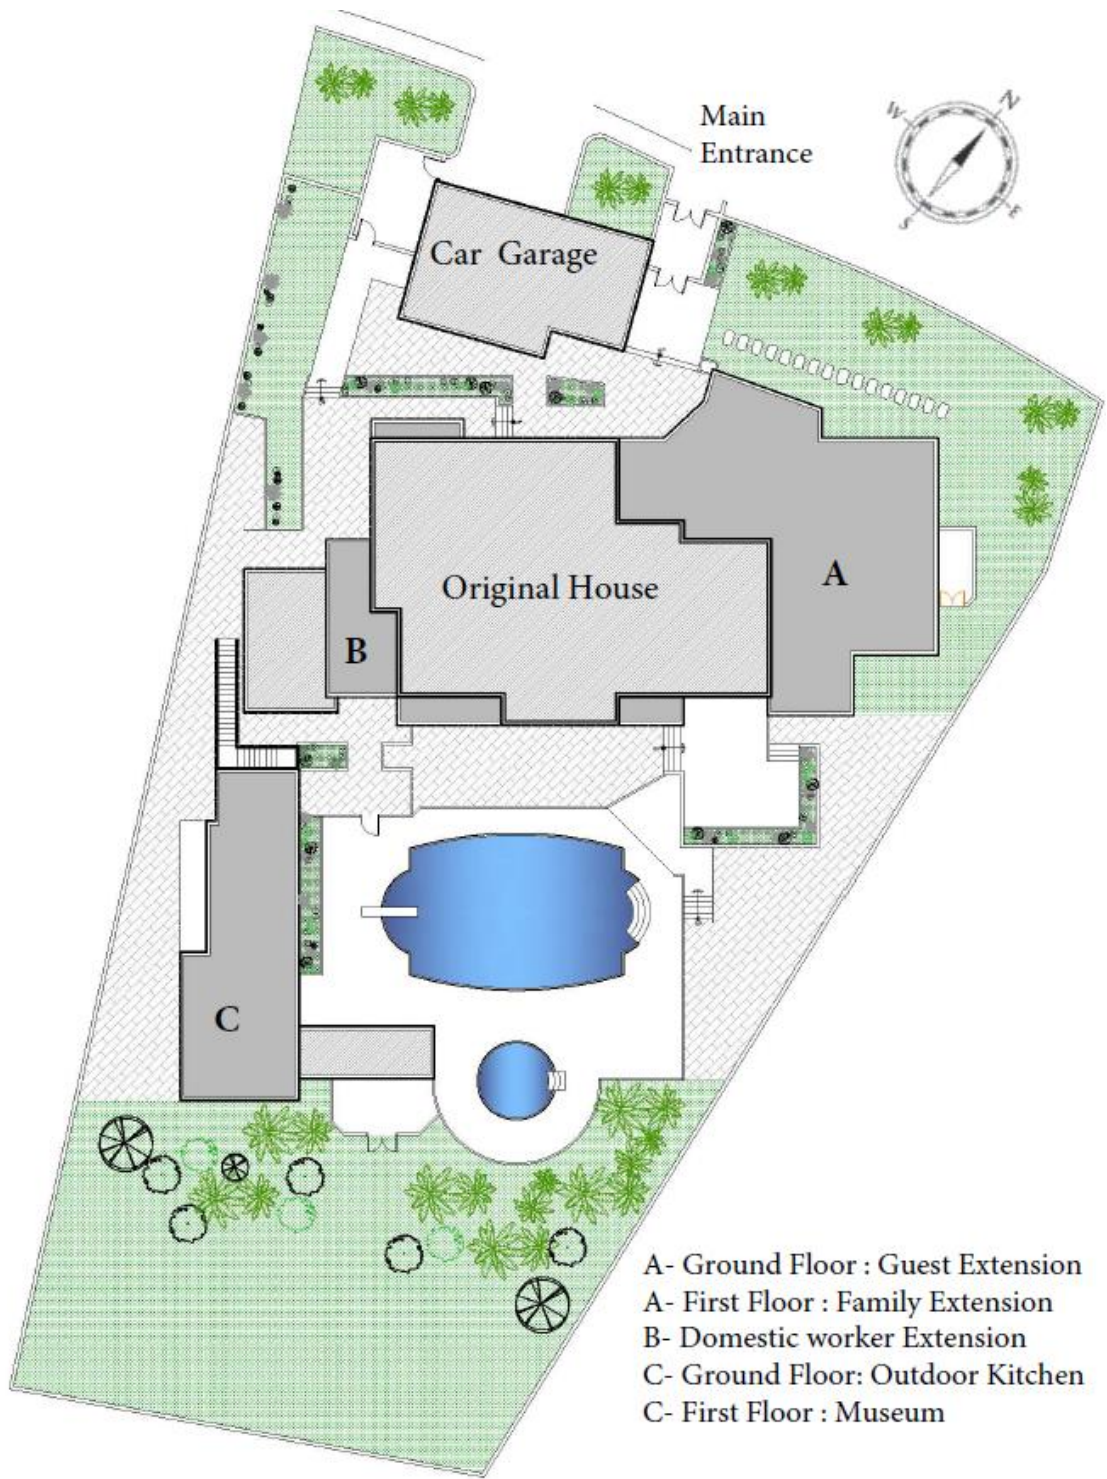 Main
Entrance
N
W
E
S
Car Garage
A
Original House
B
C
A- Ground Floor : Guest Extension
A- First Floor : Family Extension
B- Domestic worker Extension
C- Ground Floor: Outdoor Kitchen
C- First Floor : Museum